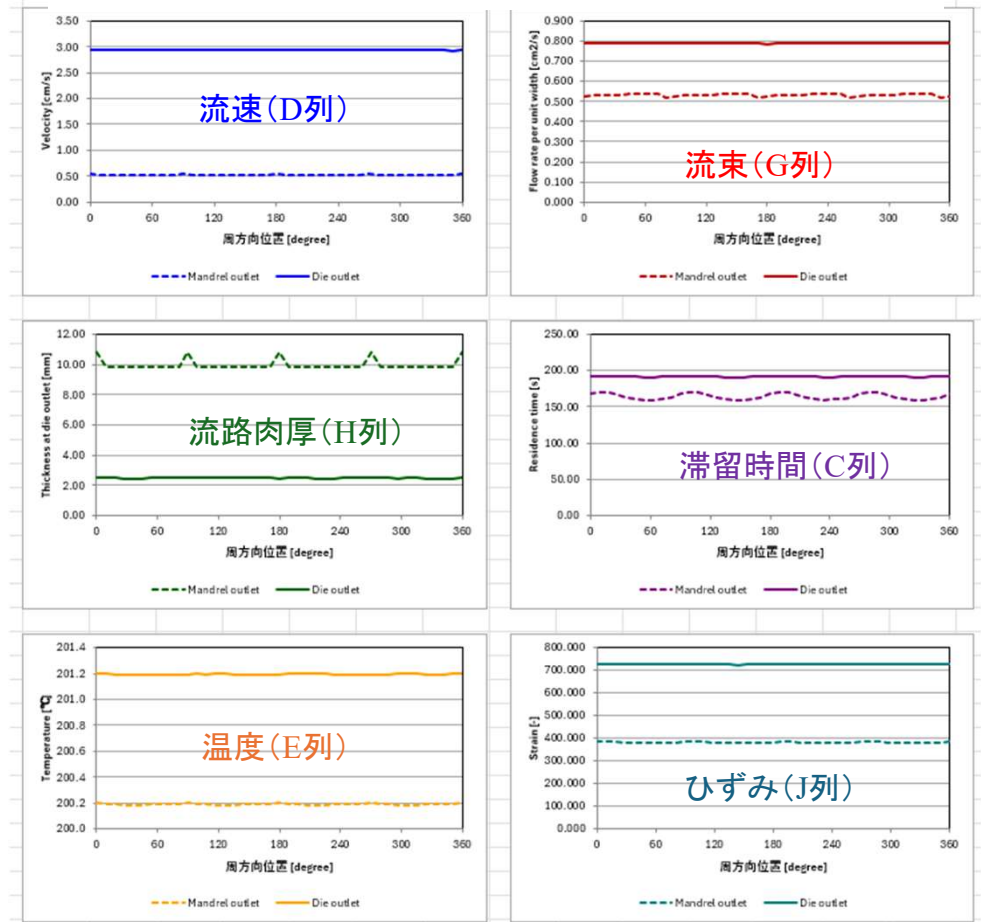 3.50
3.00
2.50
2.00
1.50
1.00
0.50
0.00
Velocity [cm/s]
流速(D列)
0 60 120 180 240 300 360
周方向位置 [degree]
Mandrel outlet Die outlet
0.900
0.800
0.700
0.600
0.500
0.400
0.300
0.200
0.100
0.000
Flow rate per unit width [cm2/s]
流束(G列)
0 60 120 180 240 300 360
周方向位置 [degree]
Mandrel outlet Die outlet
12.00
10.00
8.00
6.00
4.00
2.00
0.00
Thickness at die outlet [mm]
流路肉厚(H列)
0 60 120 180 240 300 360
周方向位置 [degree]
Mandrel outlet Die outlet
250.00
200.00
150.00
100.00
50.00
0.00
Residence time [s]
滞留時間(C列)
0 60 120 180 240 300 360
周方向位置 [degree]
Mandrel outlet Die outlet
201.4
201.2
201.0
200.8
200.6
200.4
200.2
200.0
Temperature [℃]
温度(E列)
0 60 120 180 240 300 360
周方向位置 [degree]
Mandrel outlet Die outlet
800.000
700.000
600.000
500.000
400.000
300.000
200.000
100.000
0.000
Strain [-]
ひずみ(J列)
0 60 120 180 240 300 360
周方向位置 [degree]
Mandrel outlet Die outlet